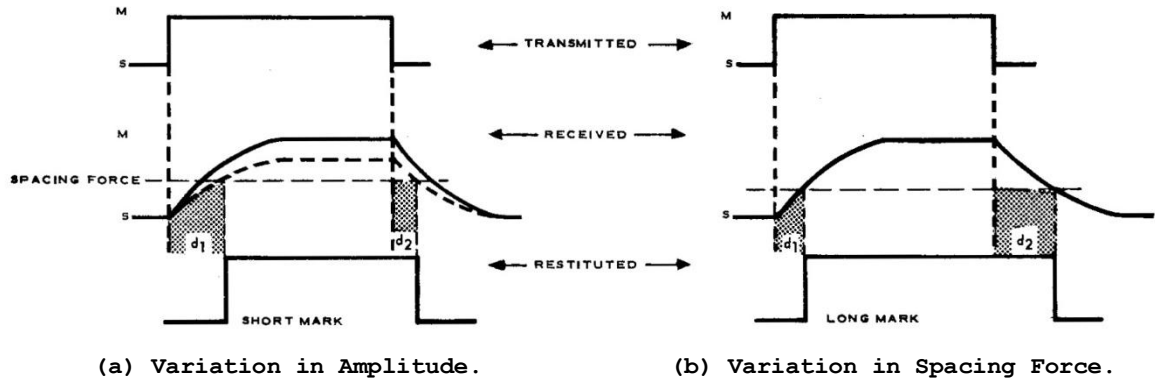 M
S
TRANSMITTED
M
S
M
SPACING FORCE
S
d1
d2
RECEIVED
d1
d2
RESTITUTED
SHORT MARK
LONG MARK
(a) Variation in Amplitude.
(b) Variation in Spacing Force.